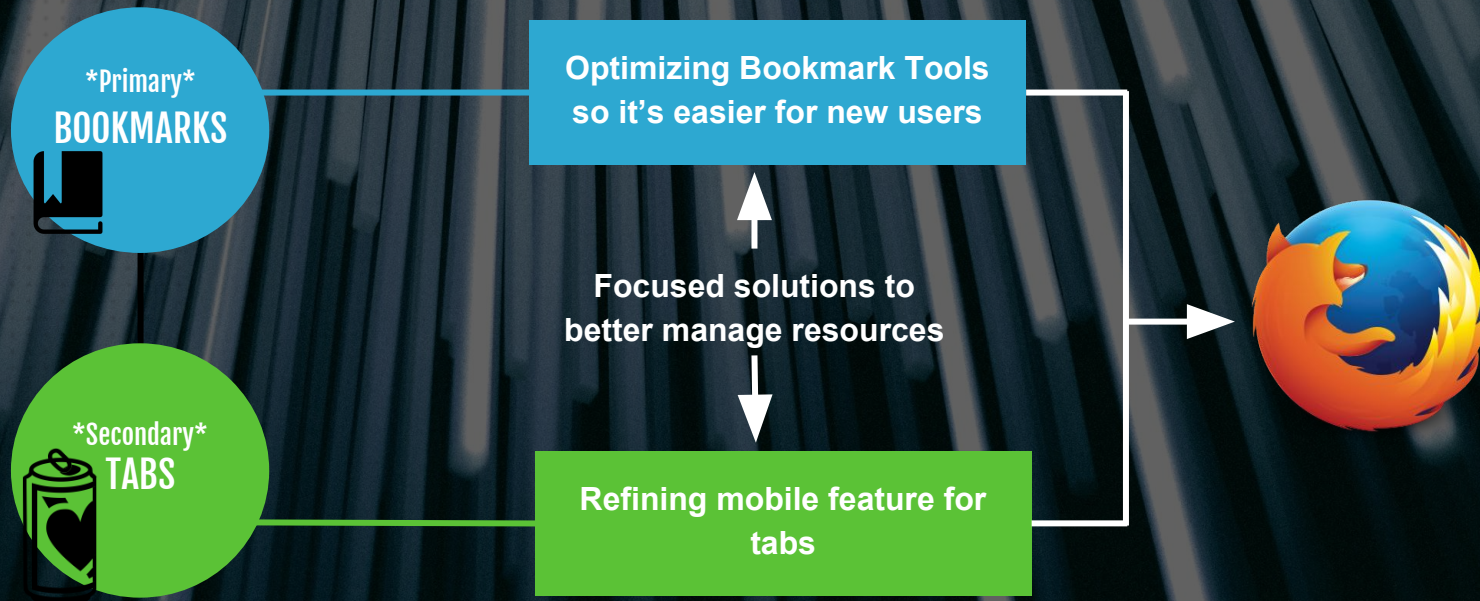 *Primary*
BOOKMARKS
Optimizing Bookmark Tools
so it's easier for new users
Focused solutions to
better manage resources
*Secondary*
TABS
Refining mobile feature for
tabs